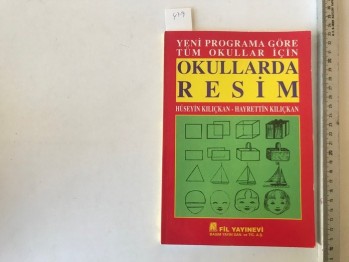 YENİ PROGRAMA GÖRE
TÜM OKULLAR İÇİN
OKULLARDA
RESİM
HÜSEYİN KILIÇKAN-HAYRETTİN KILIÇKAN
FİL YAYINEVİ